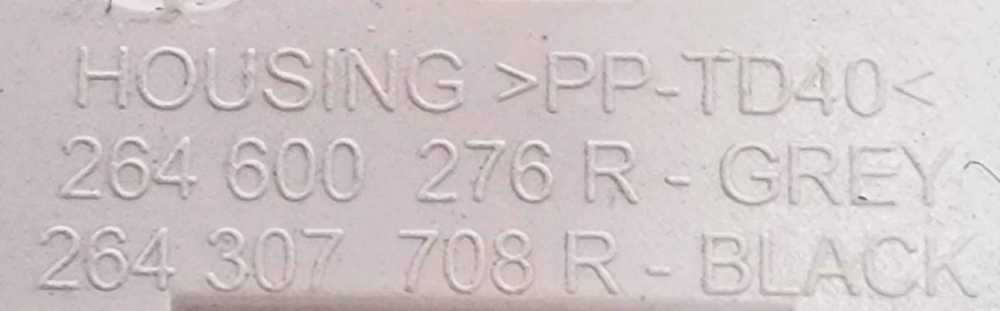 HOUSING >PP-TD40<
264 600 276 R - GREY
264 307 708 R - BLACK